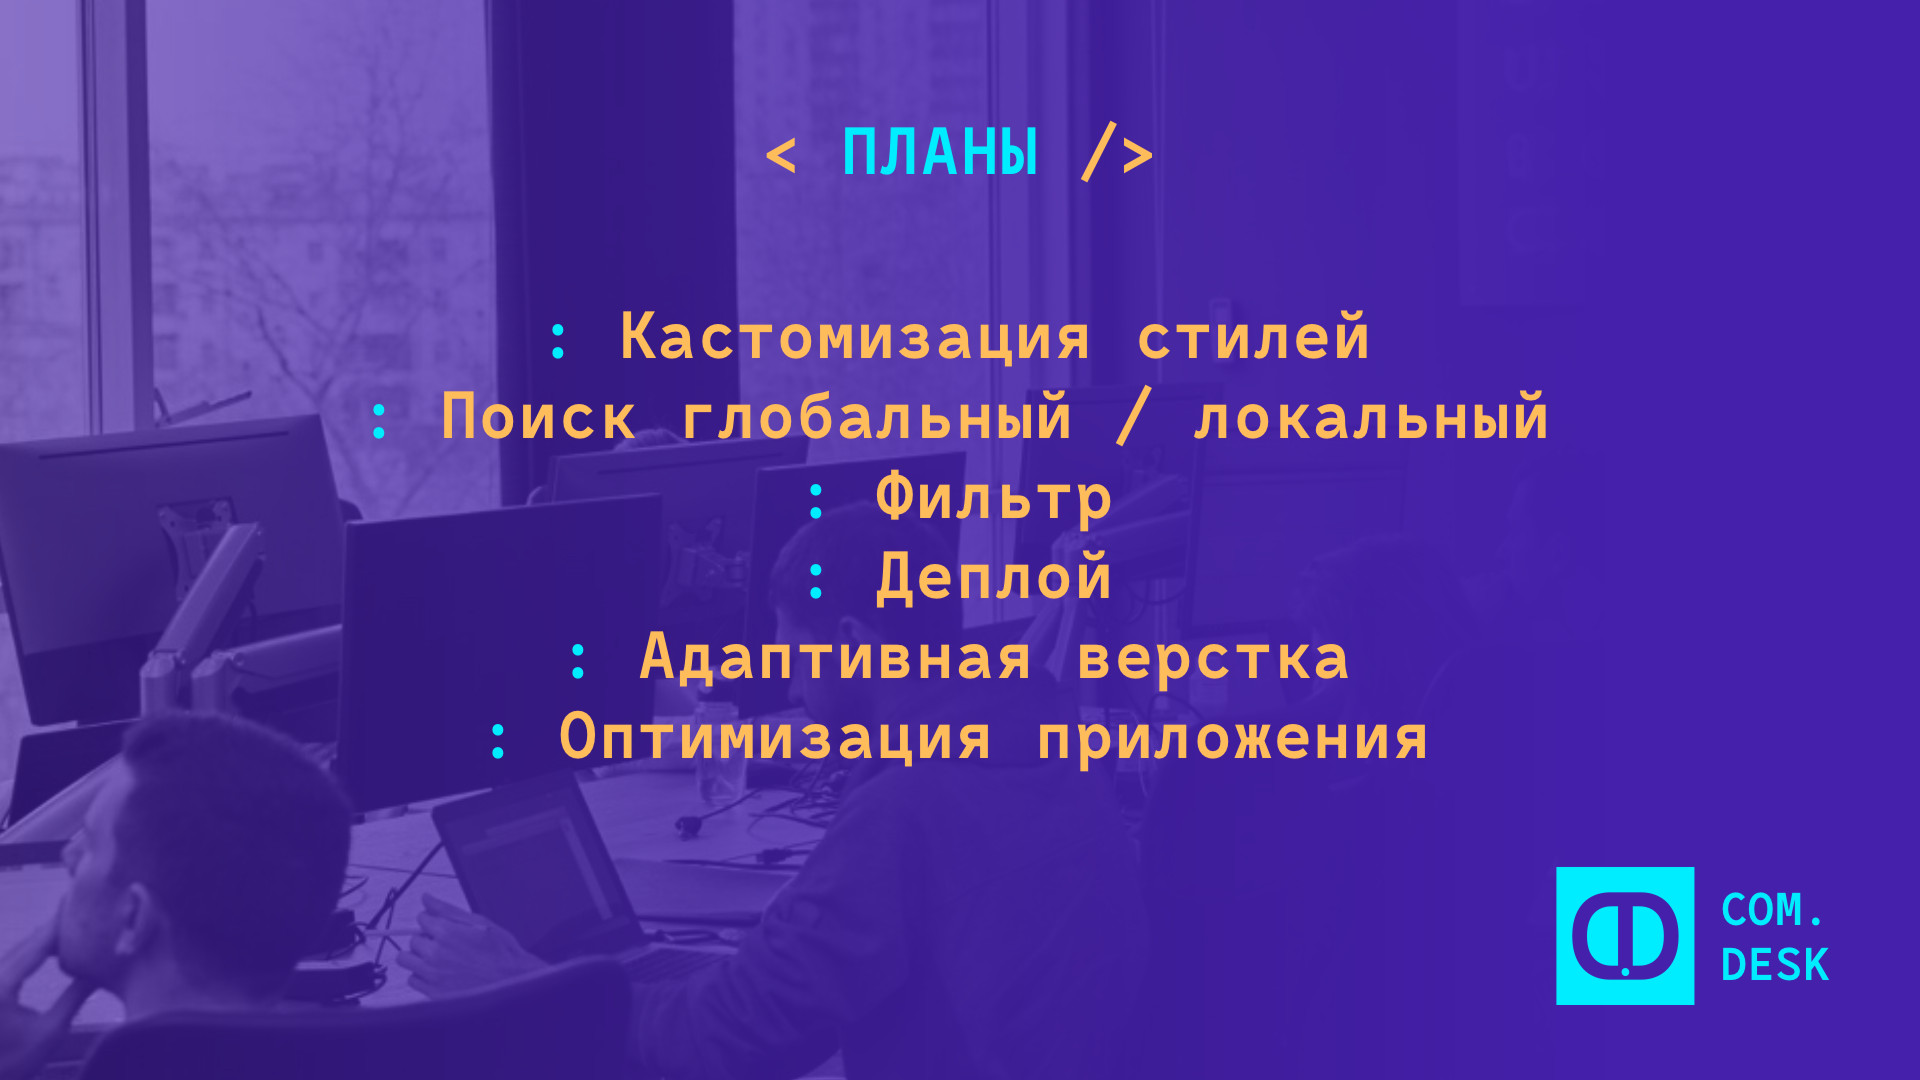 < ПЛАНЫ />
: Кастомизация стилей
: Поиск глобальный / локальный
: Фильтр
: Деплой
: Адаптивная верстка
: Оптимизация приложения
COM.
DESK